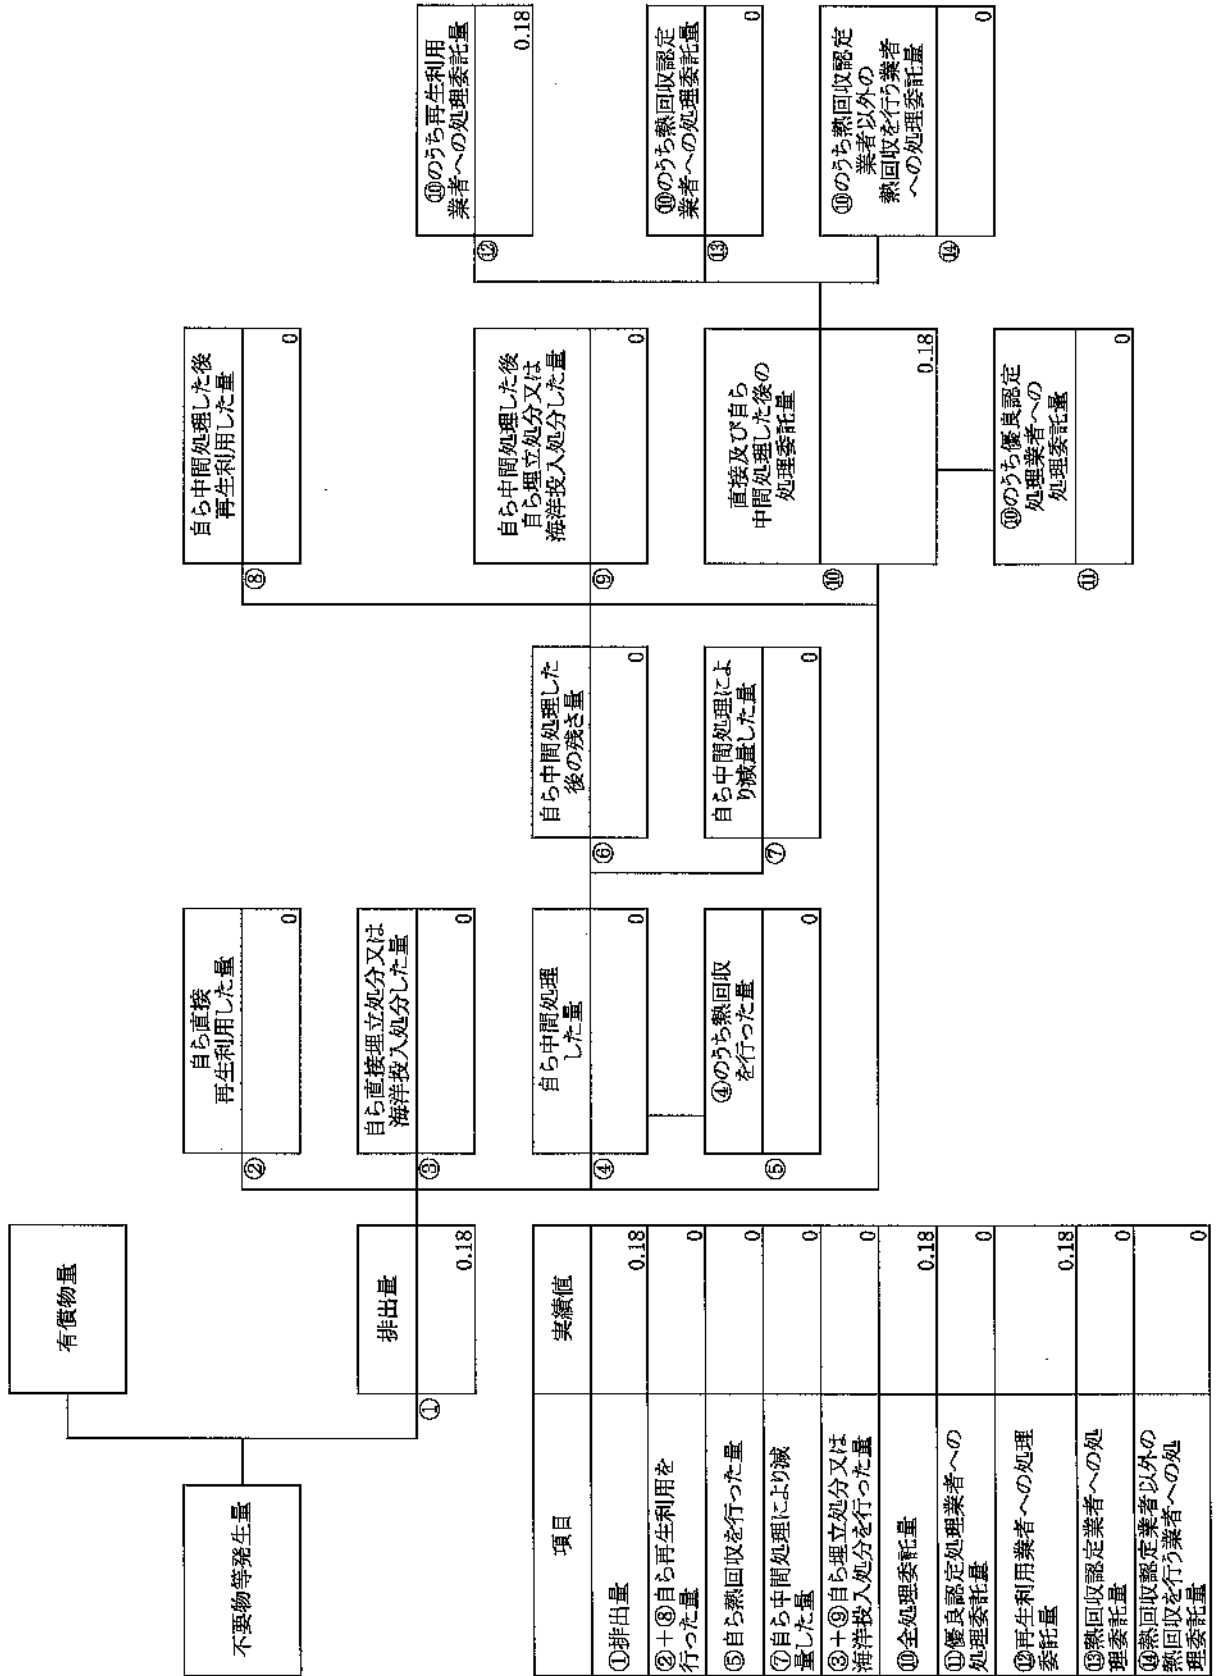 不要物等発生量
有償物量
排出量
①
0.18
自ら直接
再生利用した量
②
0
自ら直接埋立処分又は
海洋投入処分した量
③
0
自ら中間処理
した量
④
0
④のうち熱回収
を行った量
⑤
0
自ら中間処理した
後の残さ量
⑥
0
自ら中間処理によ
り減量した量
⑦
0
自ら中間処理した後
再生利用した量
⑧
0
自ら中間処理した後
自ら埋立処分又は
海洋投入処分した量
⑨
0
直接及び自ら
中間処理した後の
処理委託量
⑩
0.18
⑩のうち優良認定
処理業者への
処理委託量
⑪
0
⑩のうち再生利用
業者への処理委託量
⑫
0.18
⑩のうち熱回収認定
業者への処理委託量
⑬
0
⑩のうち熱回収認定
業者以外の
熱回収を行う業者
への処理委託量
⑭
0
項目 実績値
①排出量 0.18
②+⑧自ら再生利用を
行った量 0
⑤自ら熱回収を行った量 0
⑦自ら中間処理により減
量した量 0
③+⑨自ら埋立処分又は
海洋投入処分を行った量 0
⑩全処理委託量 0.18
⑪優良認定処理業者への
処理委託量 0
⑫再生利用業者への処理
委託量 0.18
⑬熱回収認定業者への処
理委託量 0
⑭熱回収認定業者以外の
熱回収を行う業者への処
理委託量 0